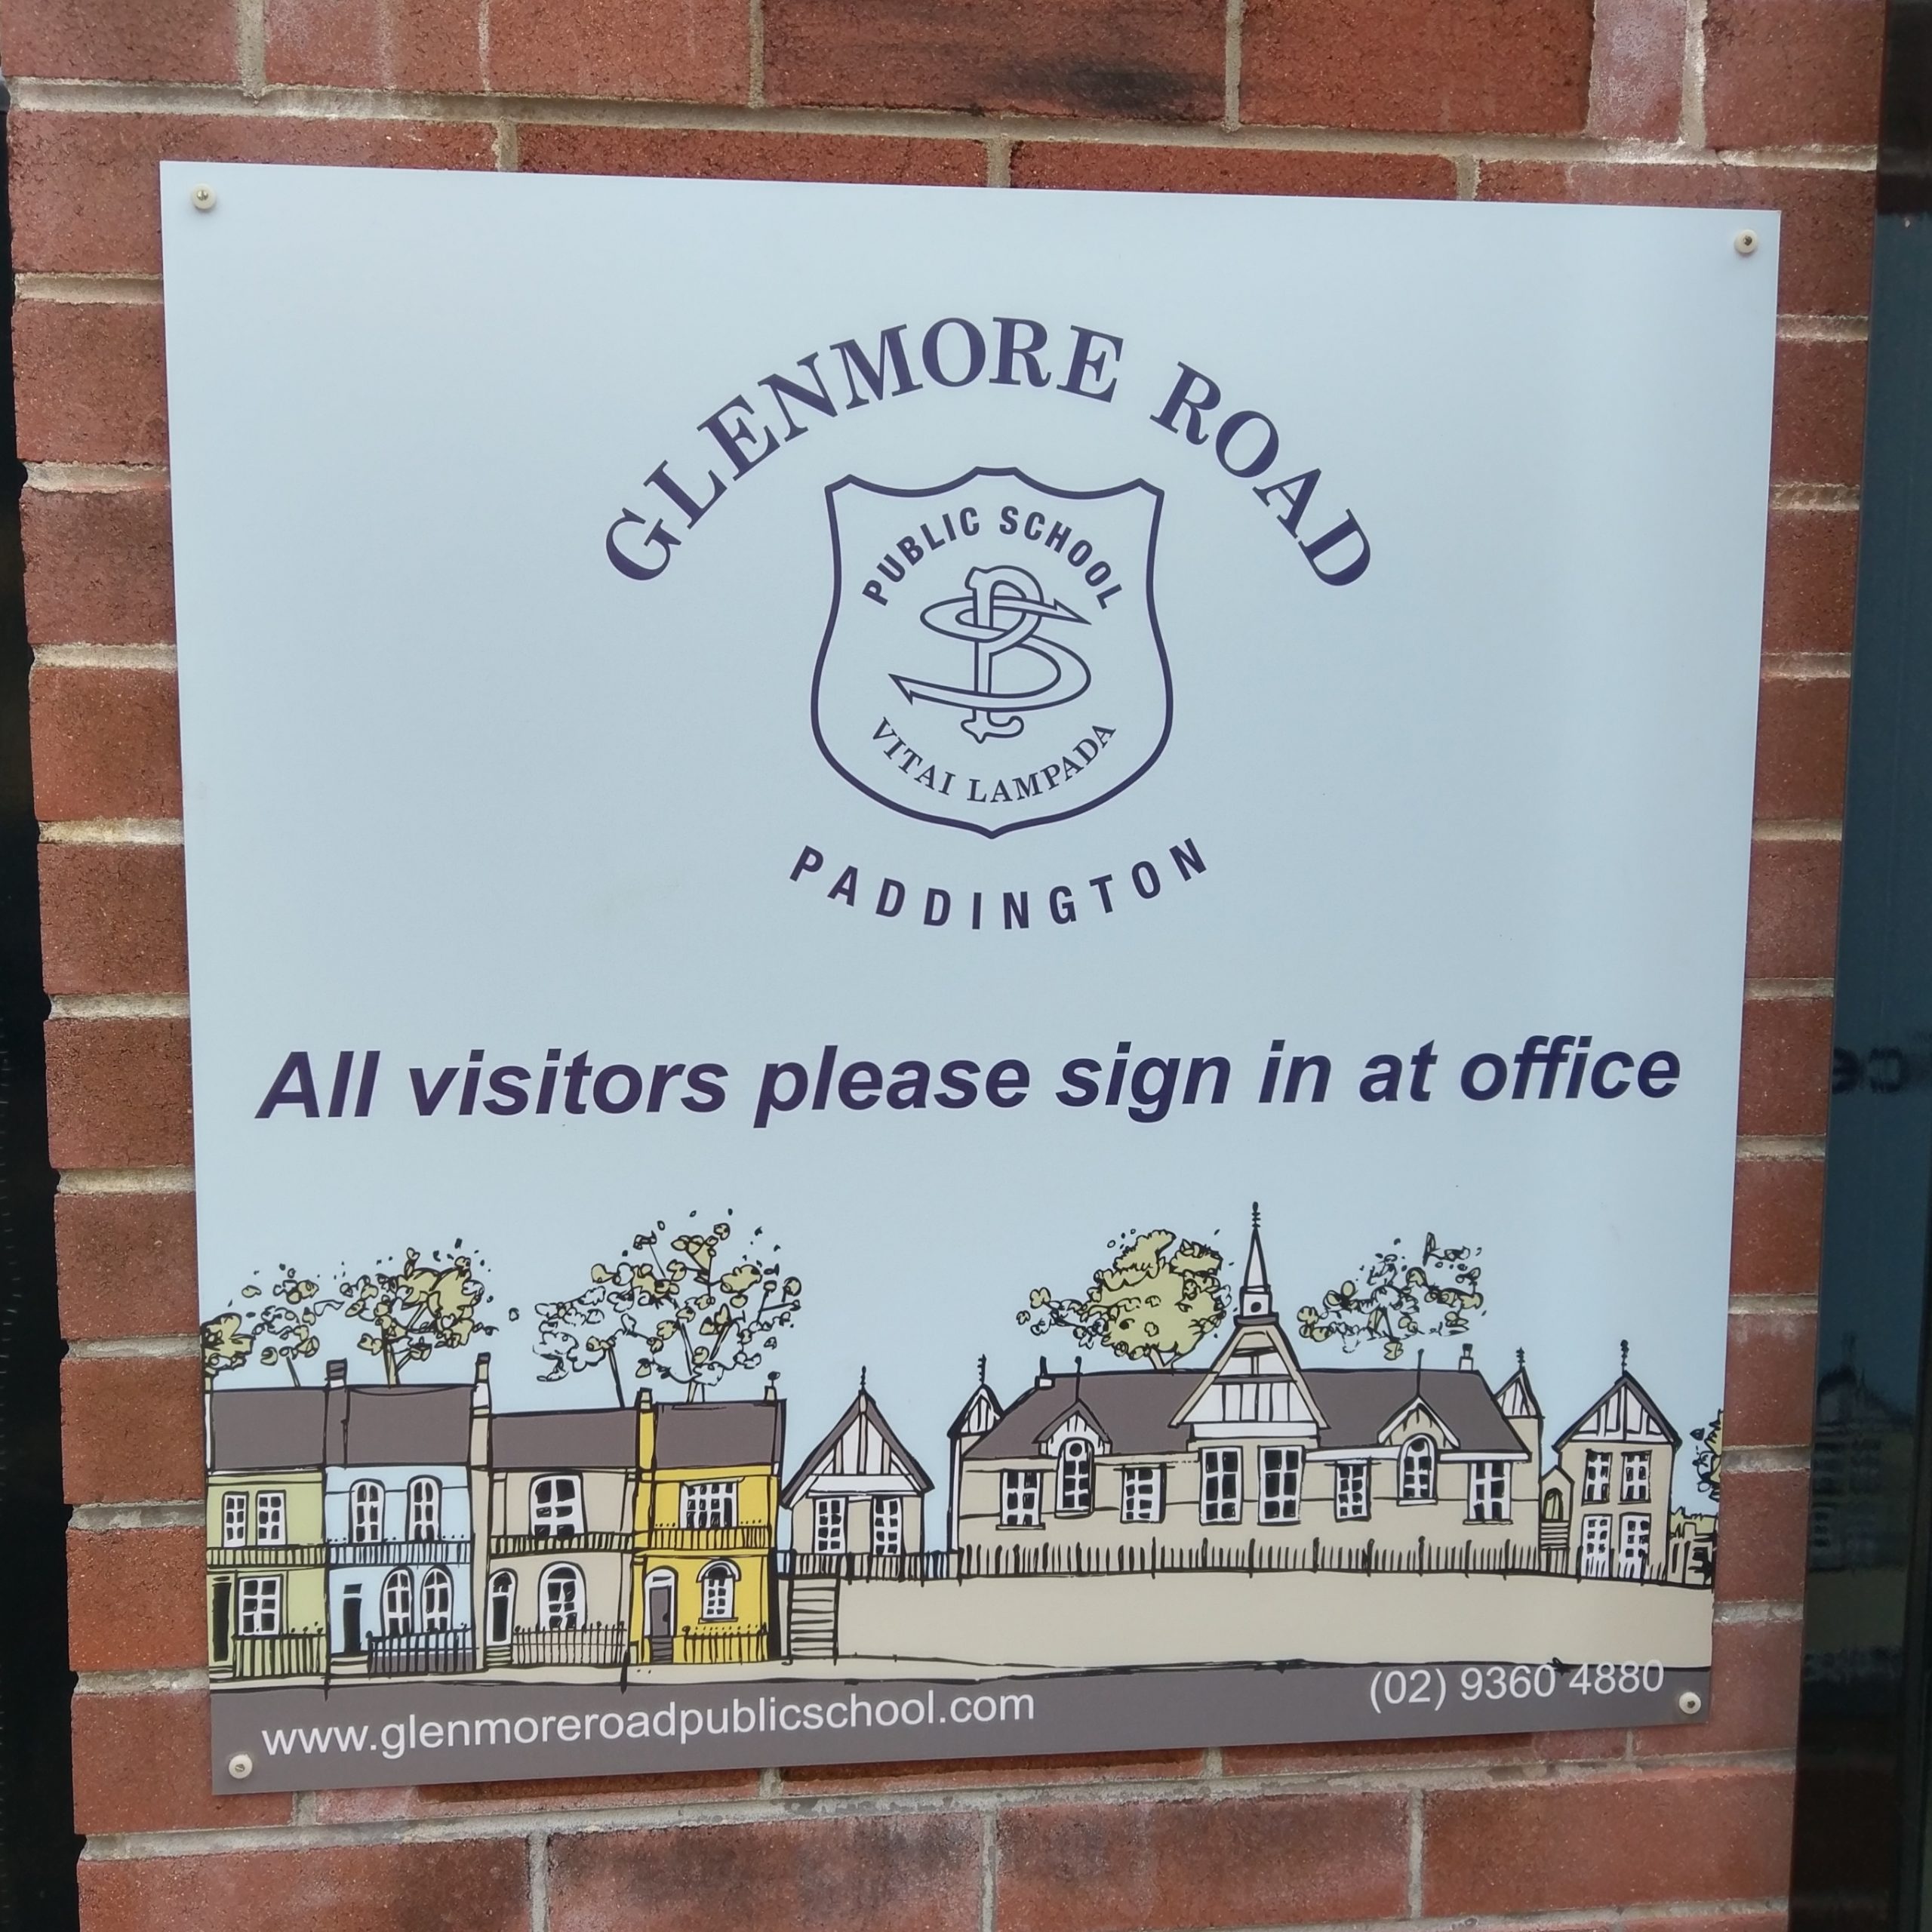 GLENMORE ROAD
PUBLIC SCHOOL
PS
VITAI LAMPADA
PADDINGTON
All visitors please sign in at office
www.glenmoreroadpublicschool.com
(02) 9360 4880